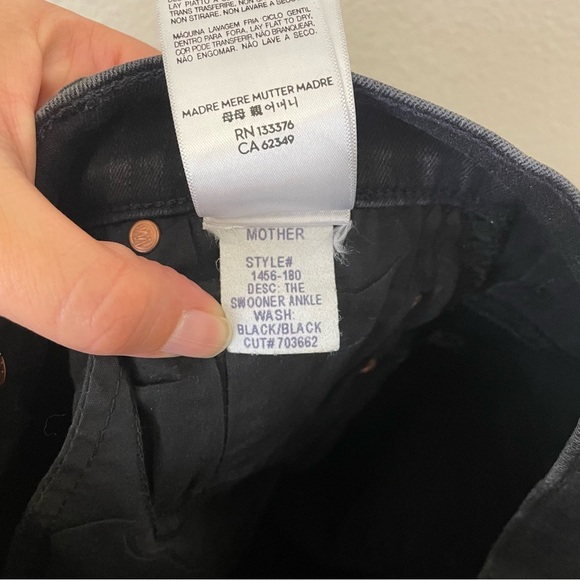 LAY PIATTO A
TRANS TRASFERIRE, NON
NON STIRARE. NON LAVARE A SECO.
MÁQUINA LAVAGEM FRIA CICLO GENTIL
DENTRO PARA FORA, LAY FLAT TO DRY,
COR PODE TRANSFERIR, NÃO BRANQUEAR,
NÃO ENGOMAR. NÃO LAVE A SECO.
MADRE MERE MUTTER MADRE
母母 親 어머니
RN 133376
CA 62349
MOTHER
STYLE#
1456-180
DESC: THE
SWOONER ANKLE
WASH:
BLACK/BLACK
CUT# 703662